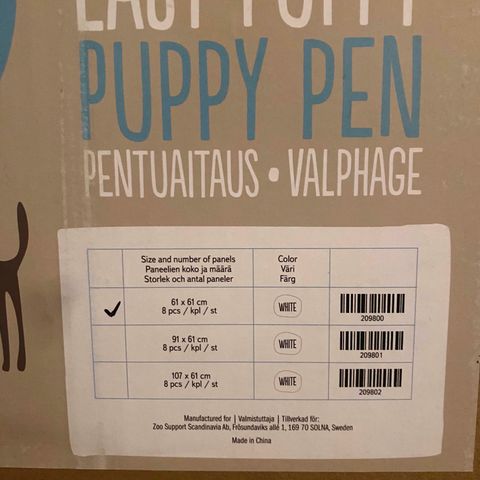 PUPPY PEN
PENTUAITAUS • VALPHAGE
Size and number of panels
Paneelien koko ja määrä
Storlek och antal paneler
Color
Väri
Färg
61 x 61 cm
8 pcs / kpl / st
WHITE
209800
91 x 61 cm
8 pcs / kpl / st
WHITE
209801
107 x 61 cm
8 pcs / kpl / st
WHITE
209802
Manufactured for | Valmistuttaja | Tillverkad för:
Zoo Support Scandinavia Ab, Frösundaviks allé 1, 169 70 SOLNA, Sweden
Made in China